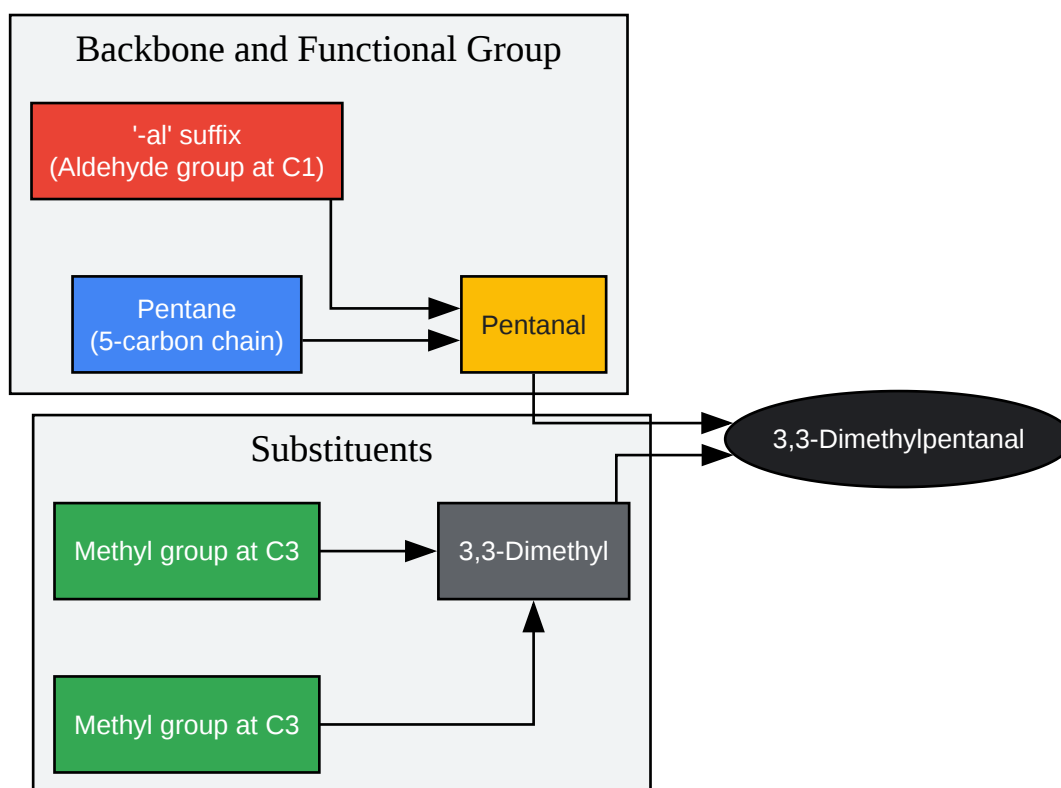 Backbone and Functional Group
'-al' suffix
(Aldehyde group at C1)
Pentane
(5-carbon chain)
Pentanal
3,3-Dimethylpentanal
Substituents
Methyl group at C3
3,3-Dimethyl
Methyl group at C3